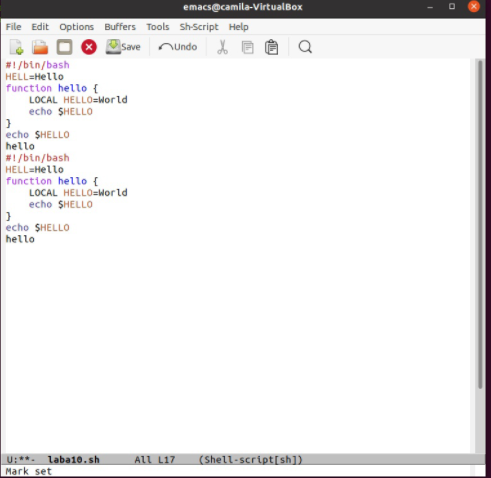 emacs@camila-VirtualBox
File Edit Options Buffers Tools Sh-Script Help
Save Undo
#!/bin/bash
HELL=Hello
function hello {
    LOCAL HELLO=World
    echo $HELLO
}
echo $HELLO
hello
#!/bin/bash
HELL=Hello
function hello {
    LOCAL HELLO=World
    echo $HELLO
}
echo $HELLO
hello
U:**- laba10.sh All L17 (Shell-script[sh])
Mark set